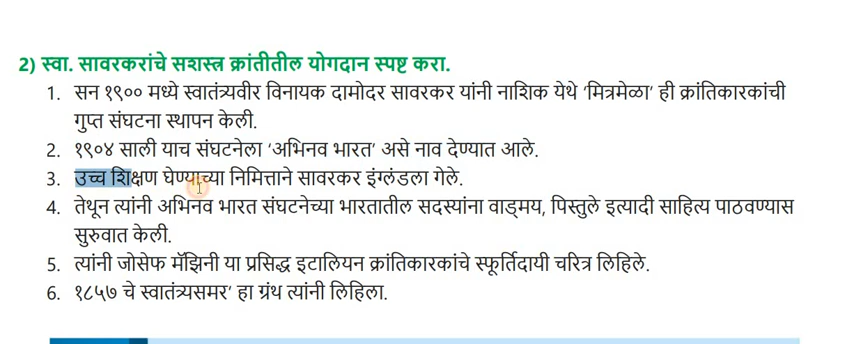 2) स्वा. सावरकरांचे सशस्त्र क्रांतीतील योगदान स्पष्ट करा.
1. सन १९०० मध्ये स्वातंत्र्यवीर विनायक दामोदर सावरकर यांनी नाशिक येथे 'मित्रमेळा' ही क्रांतिकारकांची
गुप्त संघटना स्थापन केली.
2. १९०४ साली याच संघटनेला 'अभिनव भारत' असे नाव देण्यात आले.
3. उच्च शिक्षण घेण्याच्या निमित्ताने सावरकर इंग्लंडला गेले.
4. तेथून त्यांनी अभिनव भारत संघटनेच्या भारतातील सदस्यांना वाड्मय, पिस्तुले इत्यादी साहित्य पाठवण्यास
सुरुवात केली.
5. त्यांनी जोसेफ मॅझिनी या प्रसिद्ध इटालियन क्रांतिकारकांचे स्फूर्तिदायी चरित्र लिहिले.
6. १८५७ चे स्वातंत्र्यसमर' हा ग्रंथ त्यांनी लिहिला.